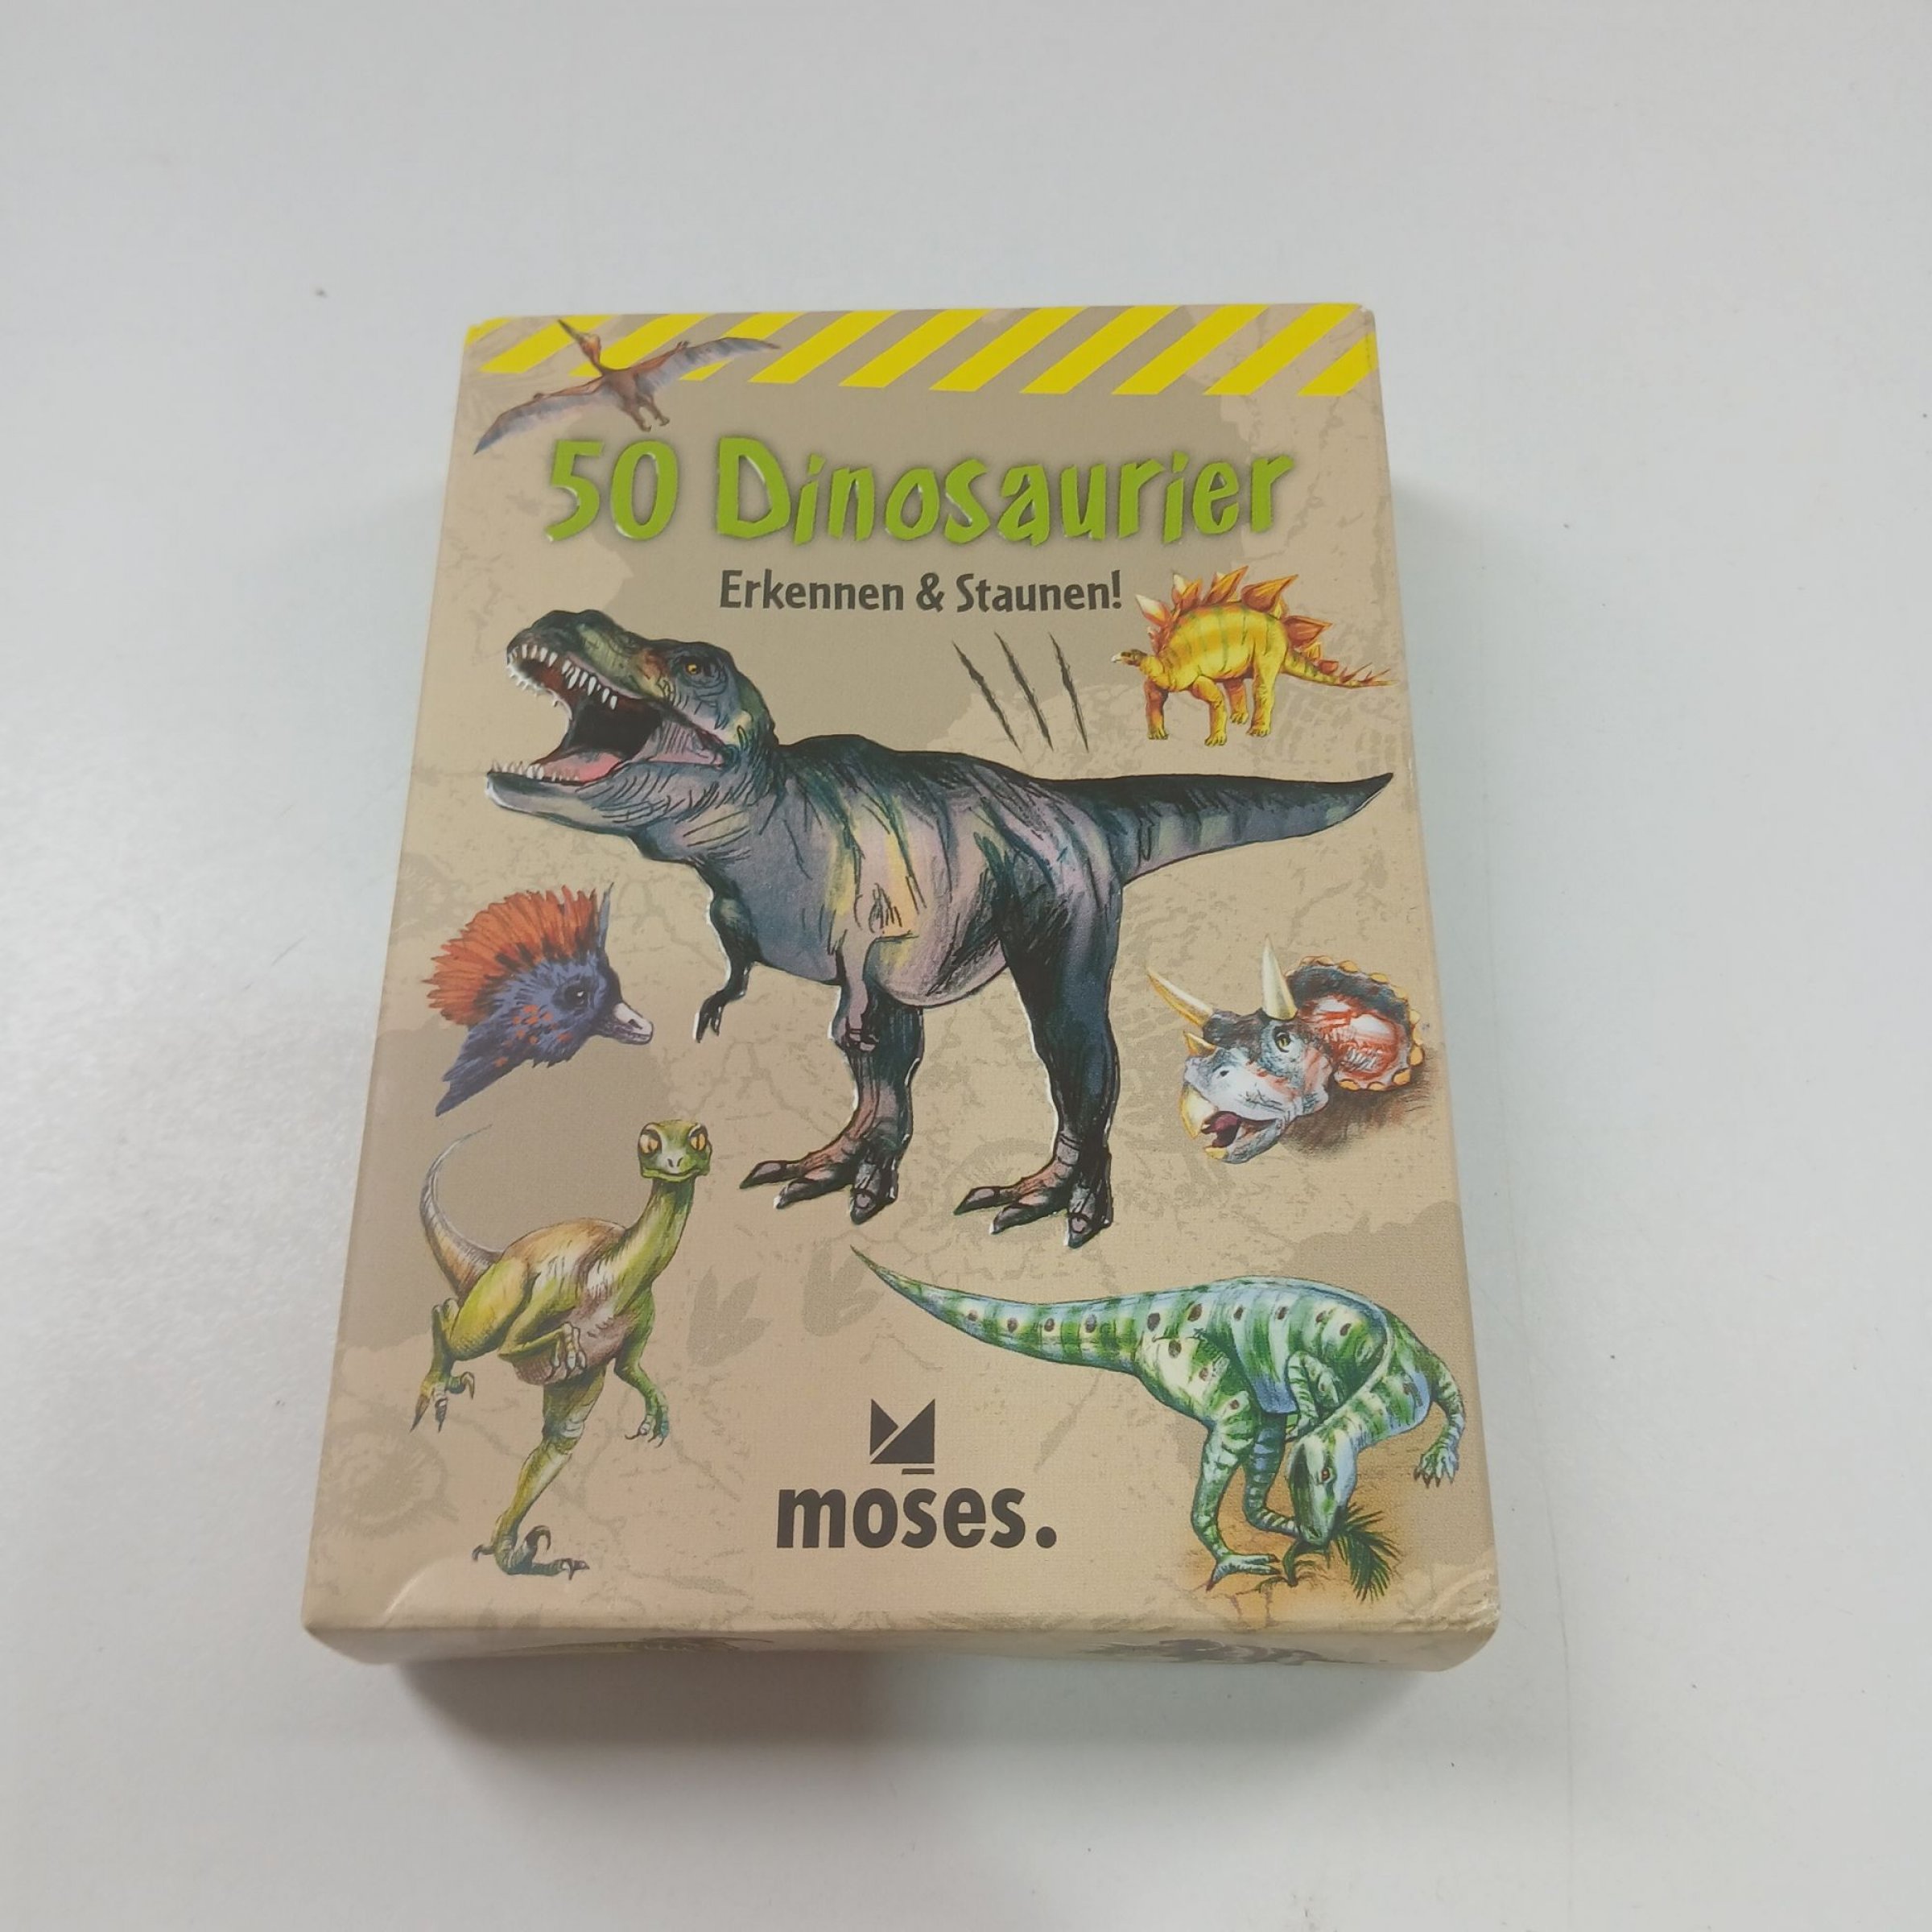 50 Dinosaurier
Erkennen & Staunen!
moses.